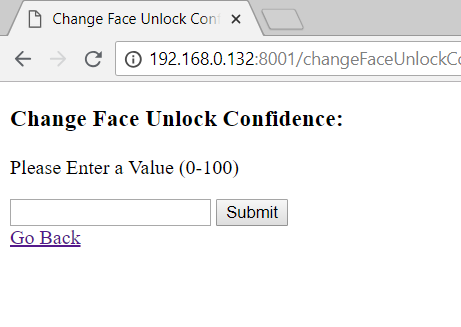 Change Face Unlock Con
192.168.0.132:8001/changeFaceUnlockCo
Change Face Unlock Confidence:
Please Enter a Value (0-100)
Submit
Go Back